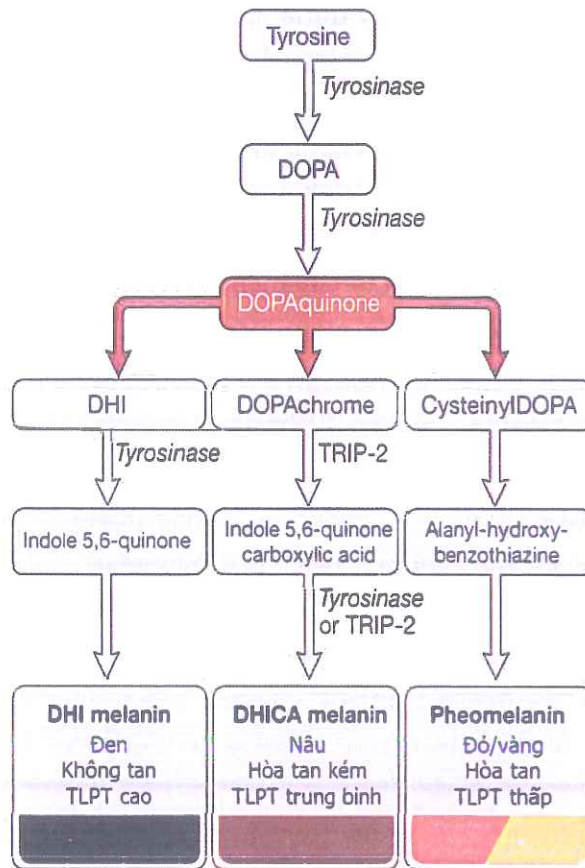 Tyrosine
Tyrosinase
DOPA
Tyrosinase
DOPAquinone
DHI
DOPAchrome
CysteinylDOPA
Tyrosinase
TRIP-2
Indole 5,6-quinone
Indole 5,6-quinone
carboxylic acid
Alanyl-hydroxy-
benzothiazine
Tyrosinase
or TRIP-2
DHI melanin
Đen
Không tan
TLPT cao
DHICA melanin
Nâu
Hòa tan kém
TLPT trung bình
Pheomelanin
Đỏ/vàng
Hòa tan
TLPT thấp